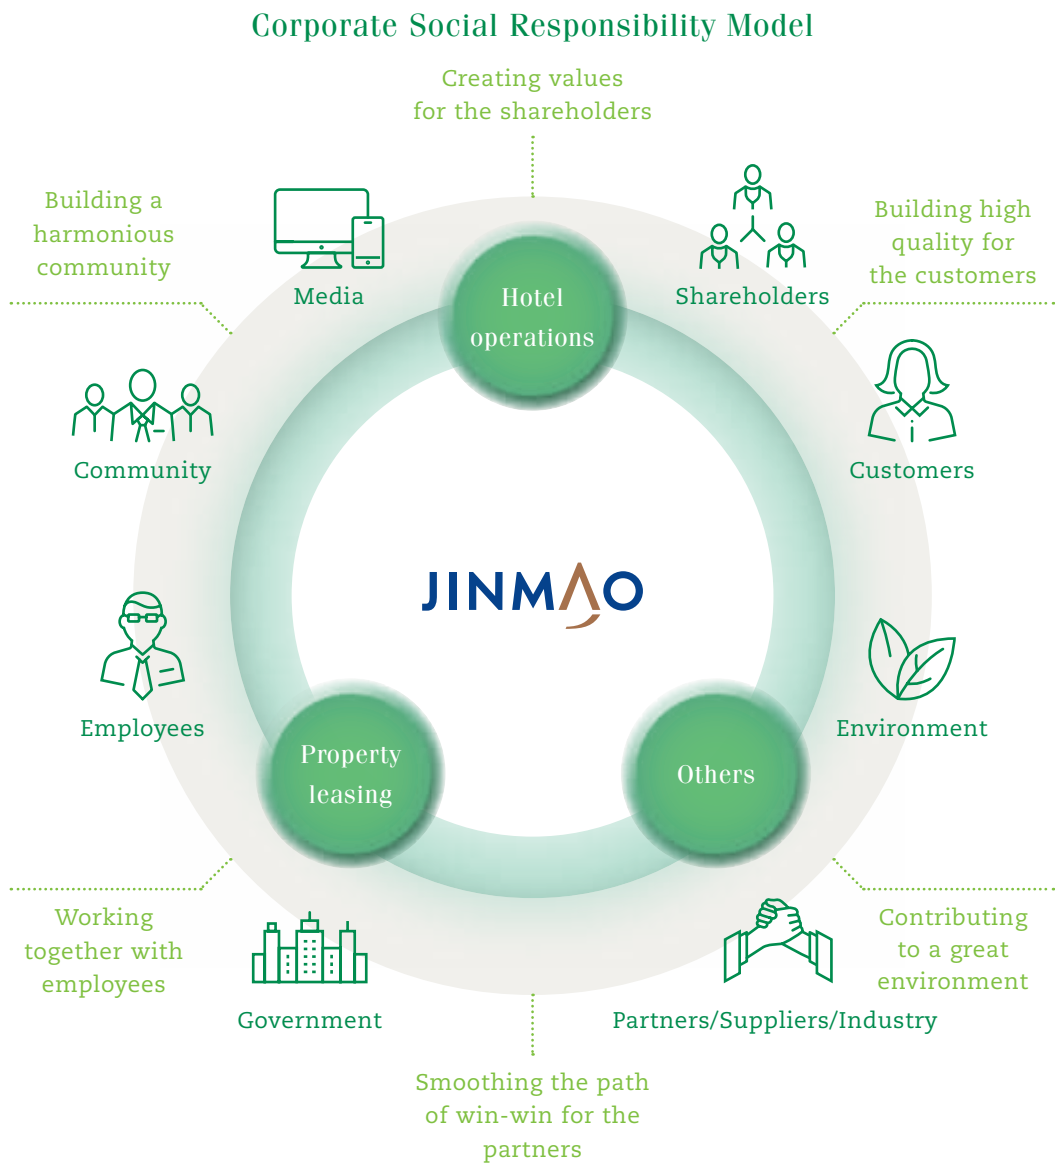 Corporate Social Responsibility Model
Creating values
for the shareholders
Building a
harmonious
community
Building high
quality for
the customers
Media
Shareholders
Hotel
operations
Community
Customers
JINMAO
Employees
Environment
Property
leasing
Others
Working
together with
employees
Contributing
to a great
environment
Government
Partners/Suppliers/Industry
Smoothing the path
of win-win for the
partners